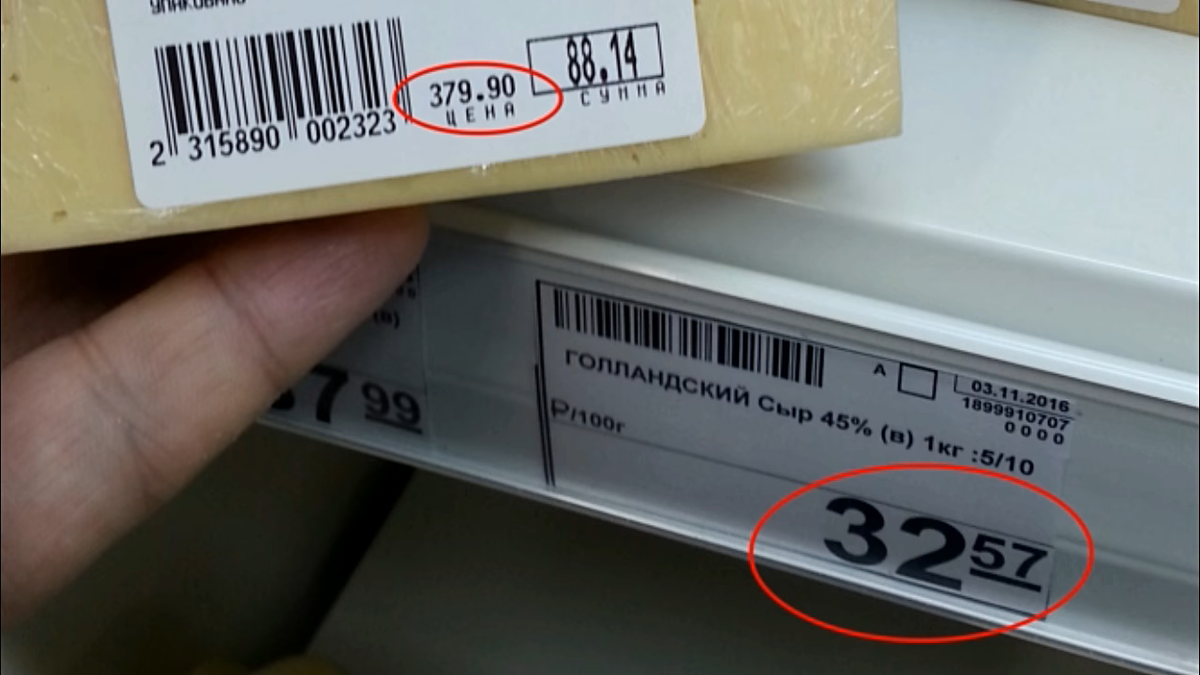 упаковано
2 315890 002323
379.90
ЦЕНА
88.14
СУММА
(в)
7 99
А
03.11.2016
1899910707
0000
ГОЛЛАНДСКИЙ Сыр 45% (в) 1кг :5/10
Р/100г
32 57